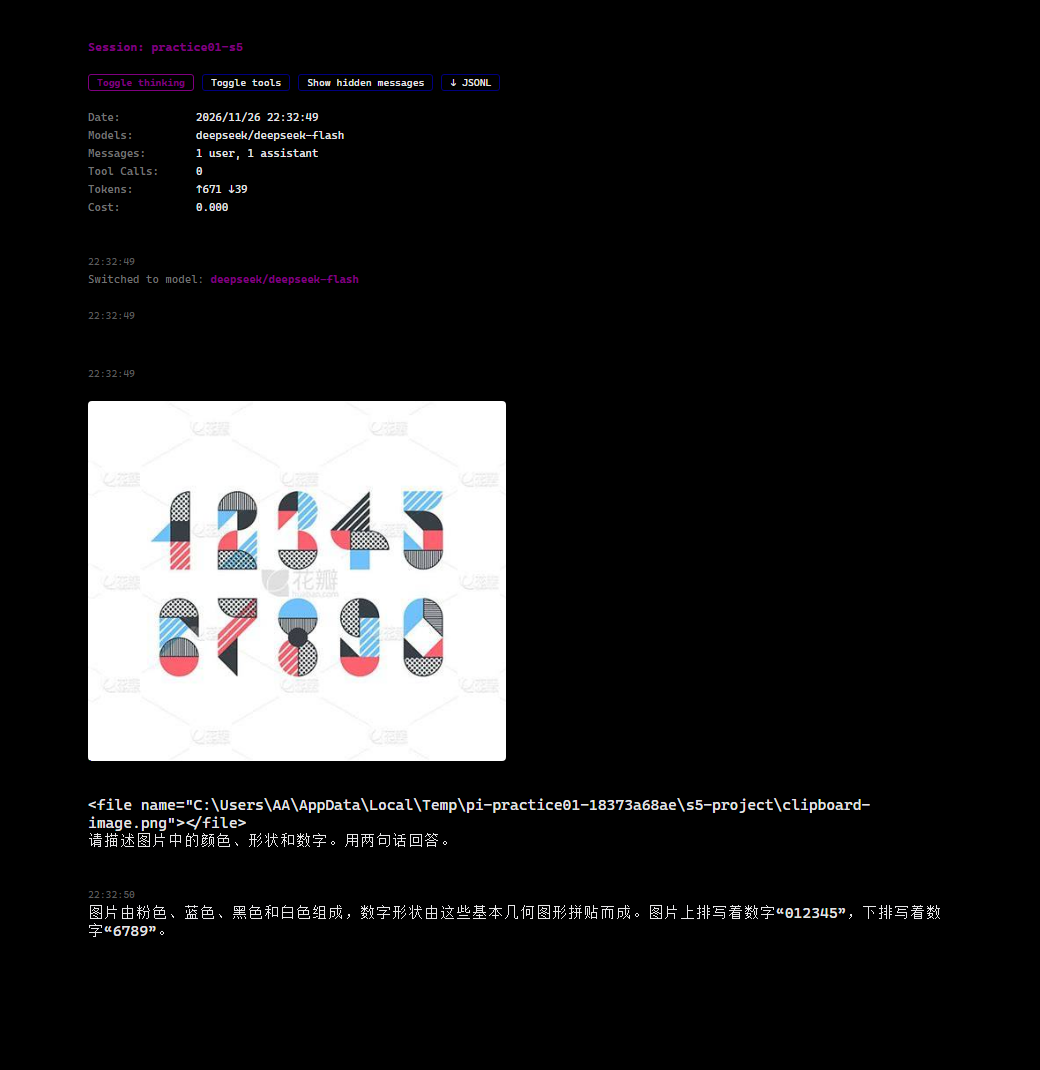 Session: practice01-s5
Toggle thinking Toggle tools Show hidden messages ↓ JSONL
Date: 2026/11/26 22:32:49
Models: deepseek/deepseek-flash
Messages: 1 user, 1 assistant
Tool Calls: 0
Tokens: ↑671 ↓39
Cost: 0.000
22:32:49
Switched to model: deepseek/deepseek-flash
22:32:49
22:32:49
12345
花瓣
67890
<file name="C:\Users\AA\AppData\Local\Temp\pi-practice01-18373a68ae\s5-project\clipboard-
image.png"></file>
请描述图片中的颜色、形状和数字。用两句话回答。
22:32:50
图片由粉色、蓝色、黑色和白色组成，数字形状由这些基本几何图形拼贴而成。图片上排写着数字“012345”，下排写着数
字“6789”。